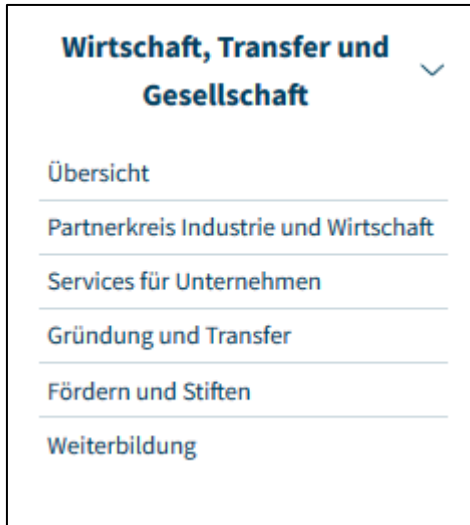 Wirtschaft, Transfer und
Gesellschaft
Übersicht
Partnerkreis Industrie und Wirtschaft
Services für Unternehmen
Gründung und Transfer
Fördern und Stiften
Weiterbildung